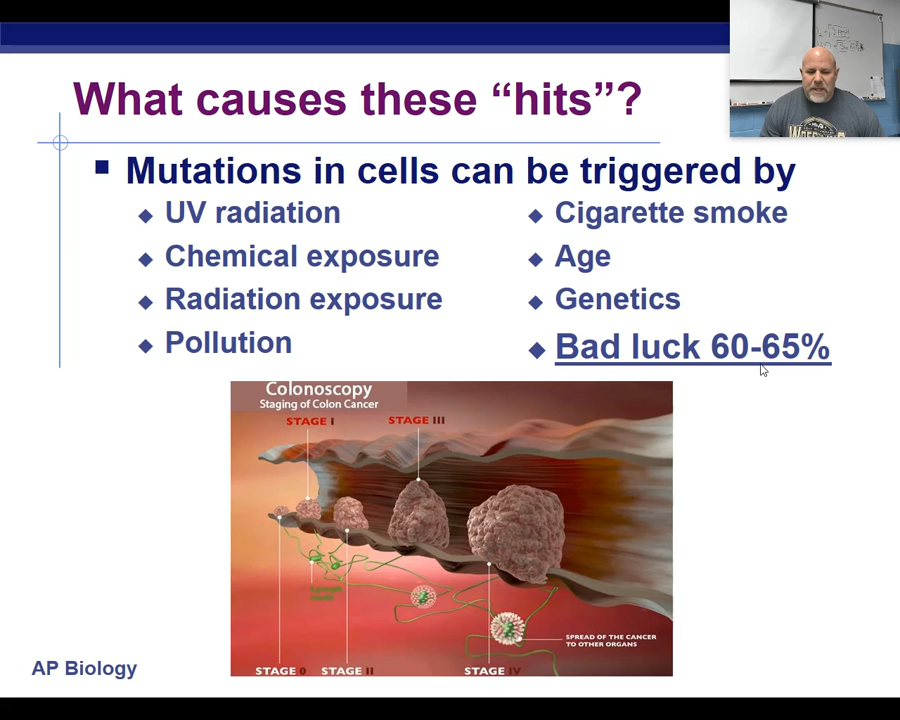 What causes these “hits”?
Mutations in cells can be triggered by
UV radiation
Chemical exposure
Radiation exposure
Pollution
Cigarette smoke
Age
Genetics
Bad luck 60-65%
Colonoscopy
Staging of Colon Cancer
STAGE I
STAGE III
SPREAD OF THE CANCER
TO OTHER ORGANS
STAGE 0
STAGE II
STAGE IV
AP Biology